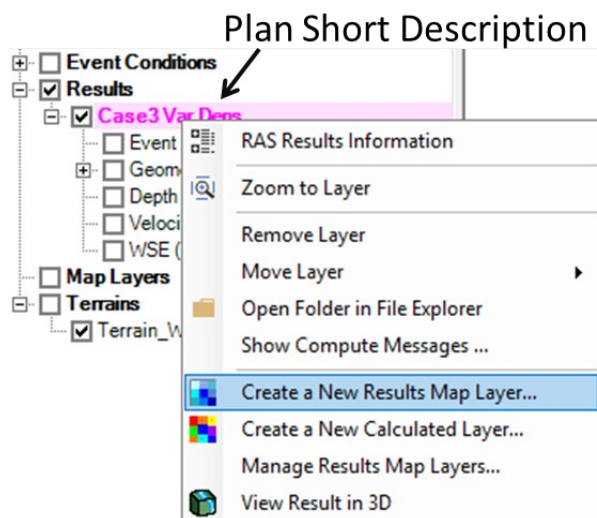 Plan Short Description
Event Conditions
Results
Case3 Var Dens
Event
RAS Results Information
Geom
Depth
Zoom to Layer
Veloci
WSE (
Remove Layer
Map Layers
Move Layer
Terrains
Open Folder in File Explorer
Terrain_W
Show Compute Messages ...
Create a New Results Map Layer...
Create a New Calculated Layer...
Manage Results Map Layers...
View Result in 3D